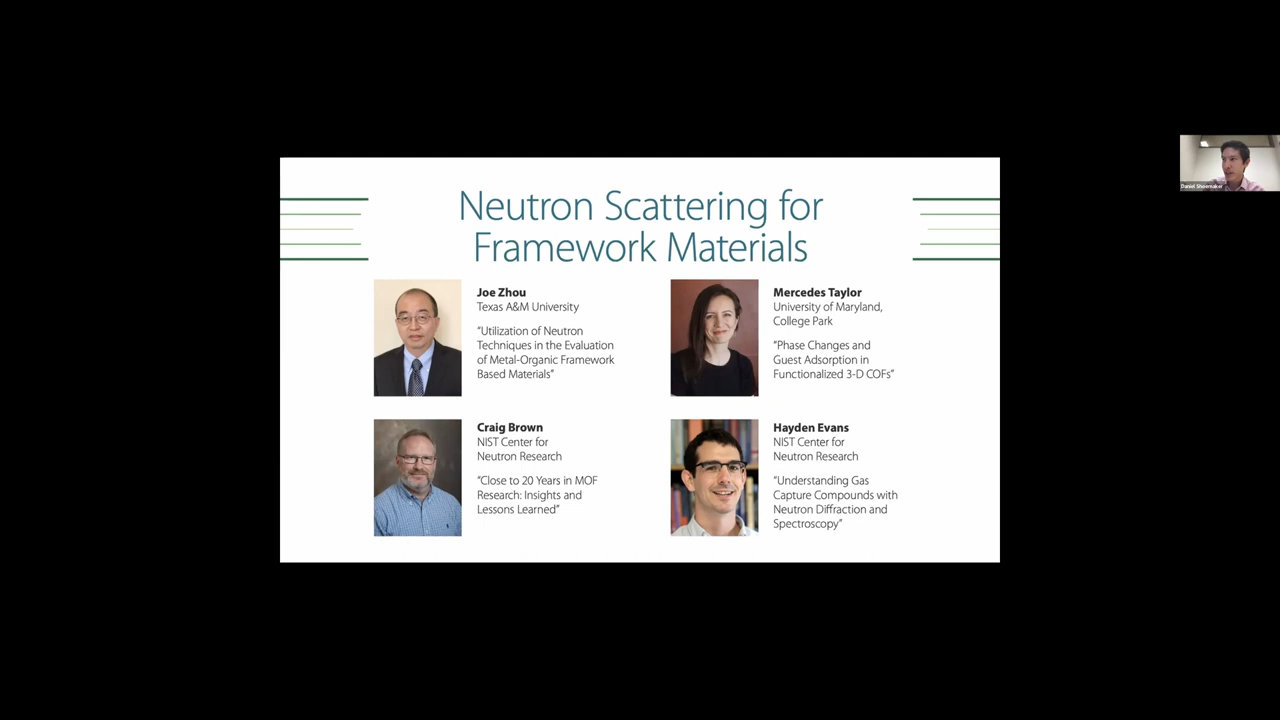 Neutron Scattering for
Framework Materials
Joe Zhou
Texas A&M University
“Utilization of Neutron
Techniques in the Evaluation
of Metal-Organic Framework
Based Materials”
Mercedes Taylor
University of Maryland,
College Park
“Phase Changes and
Guest Adsorption in
Functionalized 3-D COFs”
Craig Brown
NIST Center for
Neutron Research
“Close to 20 Years in MOF
Research: Insights and
Lessons Learned”
Hayden Evans
NIST Center for
Neutron Research
“Understanding Gas
Capture Compounds with
Neutron Diffraction and
Spectroscopy”
Daniel Shoemaker